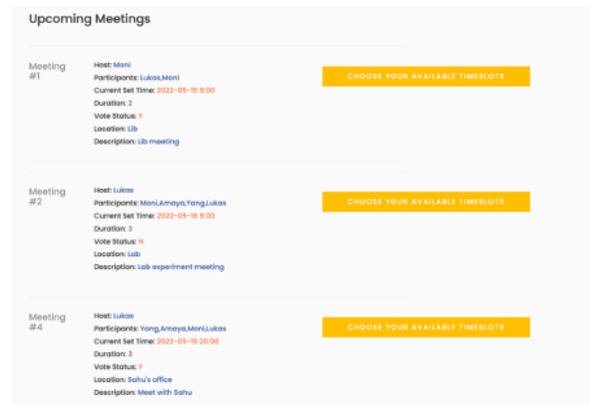 Upcoming Meetings
Meeting
#1
Host: Moni
Participants: Lukas,Moni
Current Set Time: 2022-05-15 9:00
Duration: 2
Vote Status: Y
Location: Lib
Description: Lib meeting
CHOOSE YOUR AVAILABLE TIMESLOTS
Meeting
#2
Host: Lukas
Participants: Moni,Amaya,Yang,Lukas
Current Set Time: 2022-05-16 6:00
Duration: 3
Vote Status: N
Location: Lab
Description: Lab experiment meeting
CHOOSE YOUR AVAILABLE TIMESLOTS
Meeting
#4
Host: Lukas
Participants: Yang,Amaya,Moni,Lukas
Current Set Time: 2022-05-15 20:00
Duration: 3
Vote Status: Y
Location: Sahu's office
Description: Meet with Sahu
CHOOSE YOUR AVAILABLE TIMESLOTS